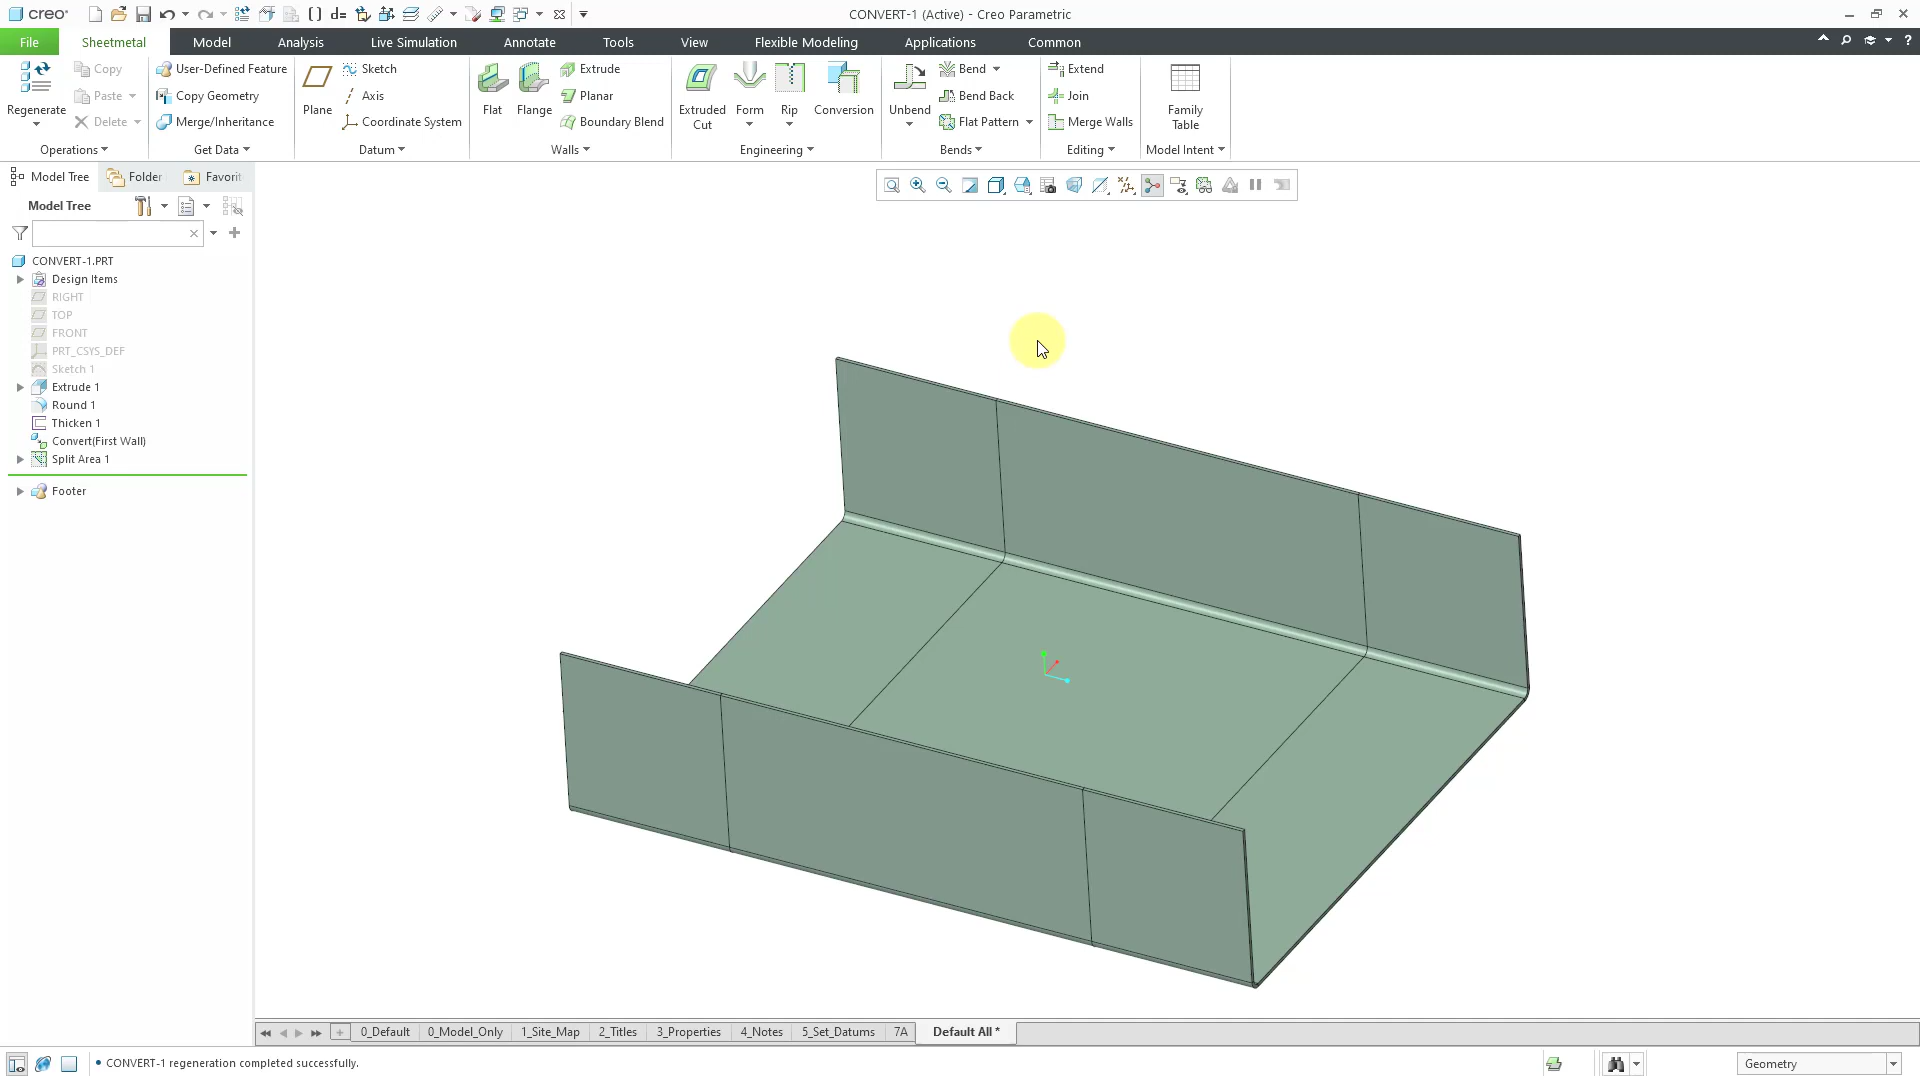 creo
CONVERT-1 (Active) - Creo Parametric
File
Sheetmetal
Model
Analysis
Live Simulation
Annotate
Tools
View
Flexible Modeling
Applications
Common
Regenerate
Copy
Paste
Delete
Operations
User-Defined Feature
Copy Geometry
Merge/Inheritance
Get Data
Plane
Sketch
Axis
Coordinate System
Datum
Flat
Flange
Extrude
Planar
Boundary Blend
Walls
Extruded
Cut
Form
Rip
Conversion
Engineering
Unbend
Bend
Bend Back
Flat Pattern
Bends
Extend
Join
Merge Walls
Editing
Family
Table
Model Intent
Model Tree
Folder
Favorit
Model Tree
CONVERT-1.PRT
Design Items
RIGHT
TOP
FRONT
PRT_CSYS_DEF
Sketch 1
Extrude 1
Round 1
Thicken 1
Convert(First Wall)
Split Area 1
Footer
0_Default
0_Model_Only
1_Site_Map
2_Titles
3_Properties
4_Notes
5_Set_Datums
7A
Default All *
• CONVERT-1 regeneration completed successfully.
Geometry